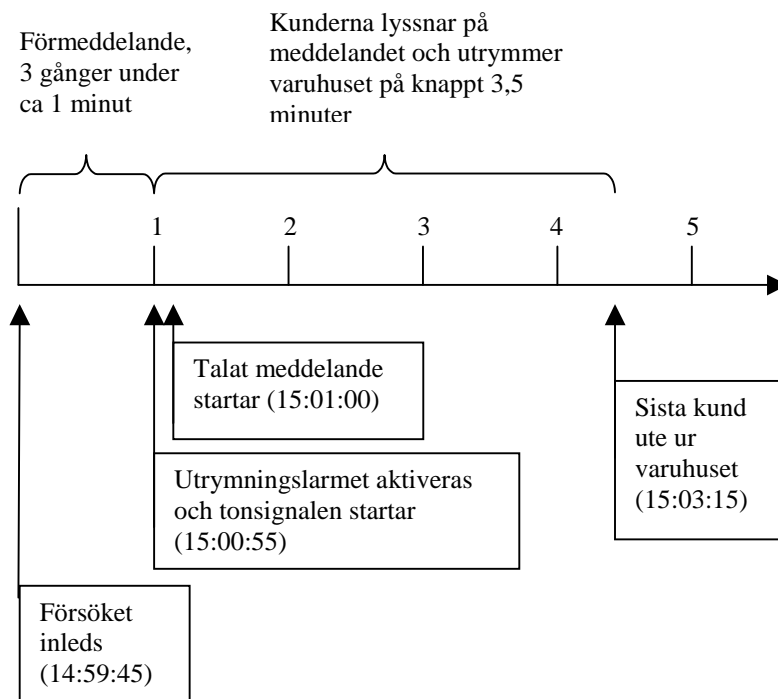 Förmeddelande,
3 gånger under
ca 1 minut
Kunderna lyssnar på
meddelandet och utrymmer
varuhuset på knappt 3,5
minuter
1
2
3
4
5
Talat meddelande
startar (15:01:00)
Sista kund
ute ur
varuhuset
(15:03:15)
Utrymningslarmet aktiveras
och tonsignalen startar
(15:00:55)
Försöket
inleds
(14:59:45)